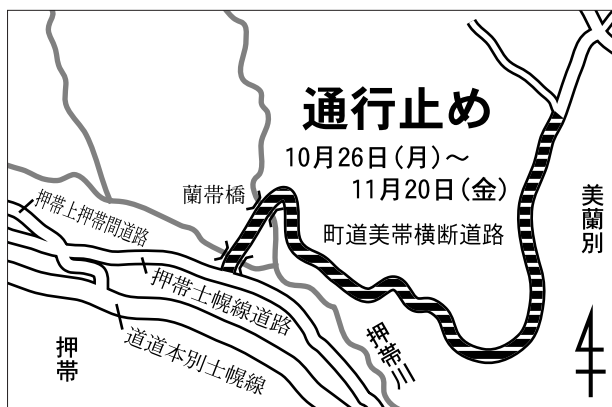 通行止め
10月26日(月)～
11月20日(金)
蘭帯橋
町道美帯横断道路
美蘭別
押帯上押帯間道路
押帯士幌線道路
道道本別士幌線
押帯
押帯川